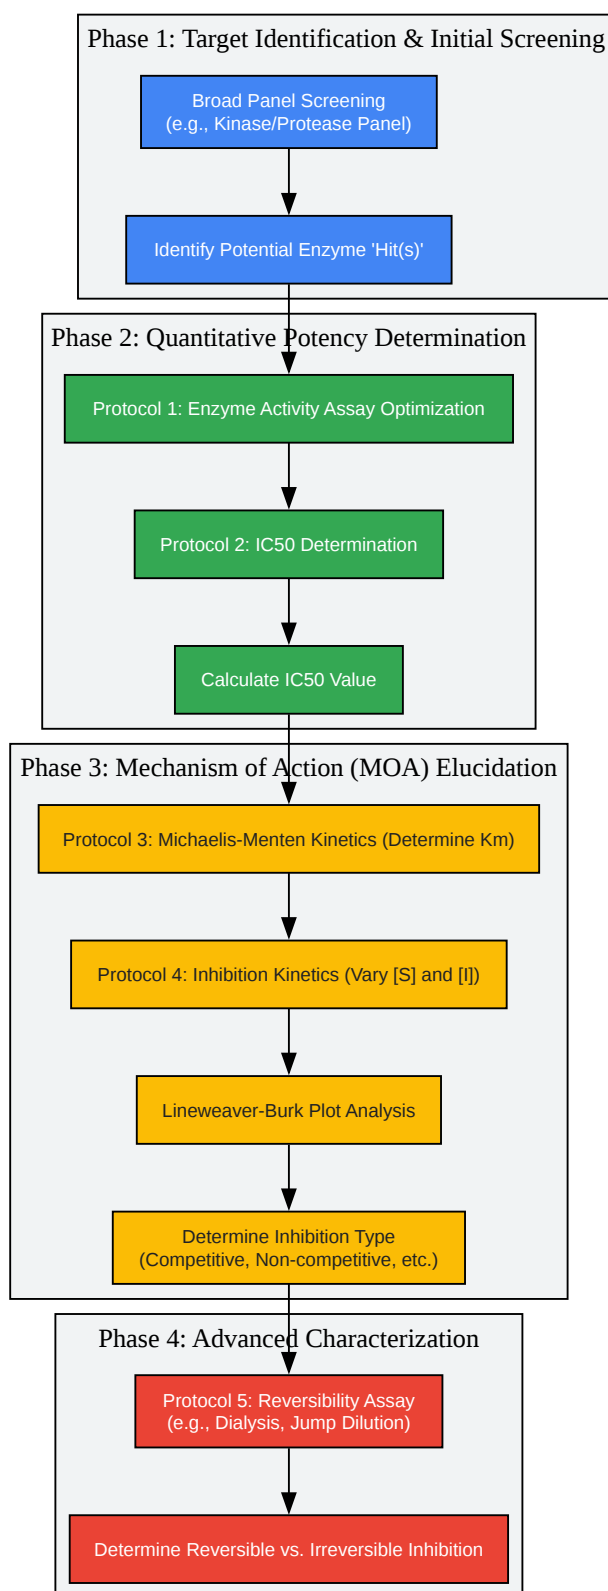 Phase 1: Target Identification & Initial Screening
Broad Panel Screening
(e.g., Kinase/Protease Panel)
Identify Potential Enzyme 'Hit(s)'
Phase 2: Quantitative Potency Determination
Protocol 1: Enzyme Activity Assay Optimization
Protocol 2: IC50 Determination
Calculate IC50 Value
Phase 3: Mechanism of Action (MOA) Elucidation
Protocol 3: Michaelis-Menten Kinetics (Determine Km)
Protocol 4: Inhibition Kinetics (Vary [S] and [I])
Lineweaver-Burk Plot Analysis
Determine Inhibition Type
(Competitive, Non-competitive, etc.)
Phase 4: Advanced Characterization
Protocol 5: Reversibility Assay
(e.g., Dialysis, Jump Dilution)
Determine Reversible vs. Irreversible Inhibition